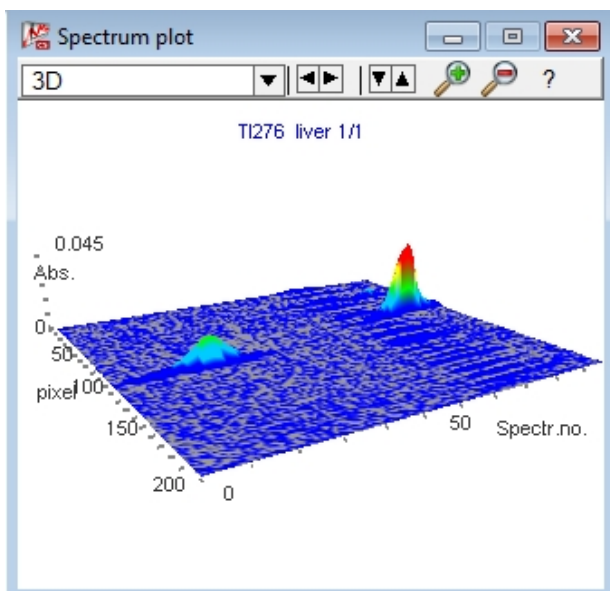 Spectrum plot
3D
?
Tl276 liver 1/1
0.045
Abs.
0
50
pixel
100
150
200
0
50
Spectr.no.